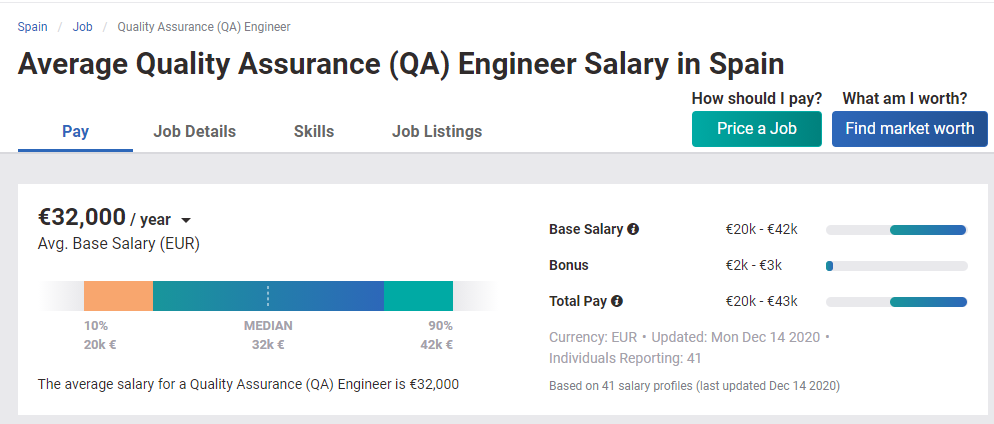 Spain / Job / Quality Assurance (QA) Engineer
Average Quality Assurance (QA) Engineer Salary in Spain
How should I pay? What am I worth?
Pay Job Details Skills Job Listings Price a Job Find market worth
€32,000 / year
Avg. Base Salary (EUR)
Base Salary €20k - €42k
Bonus €2k - €3k
Total Pay €20k - €43k
10% MEDIAN 90%
20k € 32k € 42k €
Currency: EUR • Updated: Mon Dec 14 2020 •
Individuals Reporting: 41
The average salary for a Quality Assurance (QA) Engineer is €32,000
Based on 41 salary profiles (last updated Dec 14 2020)